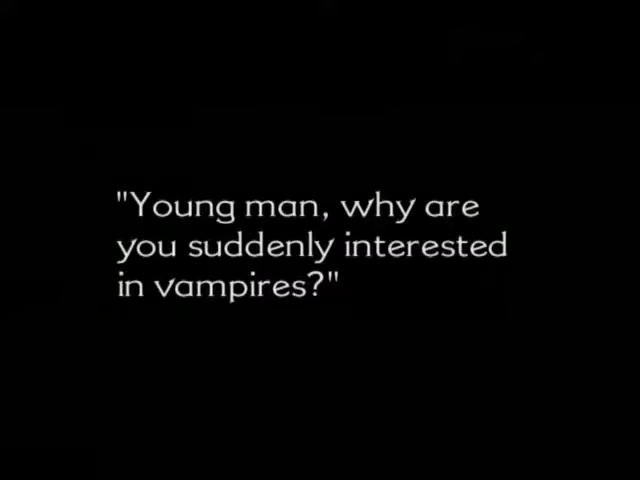 "Young man, why are
you suddenly interested
in vampires?"